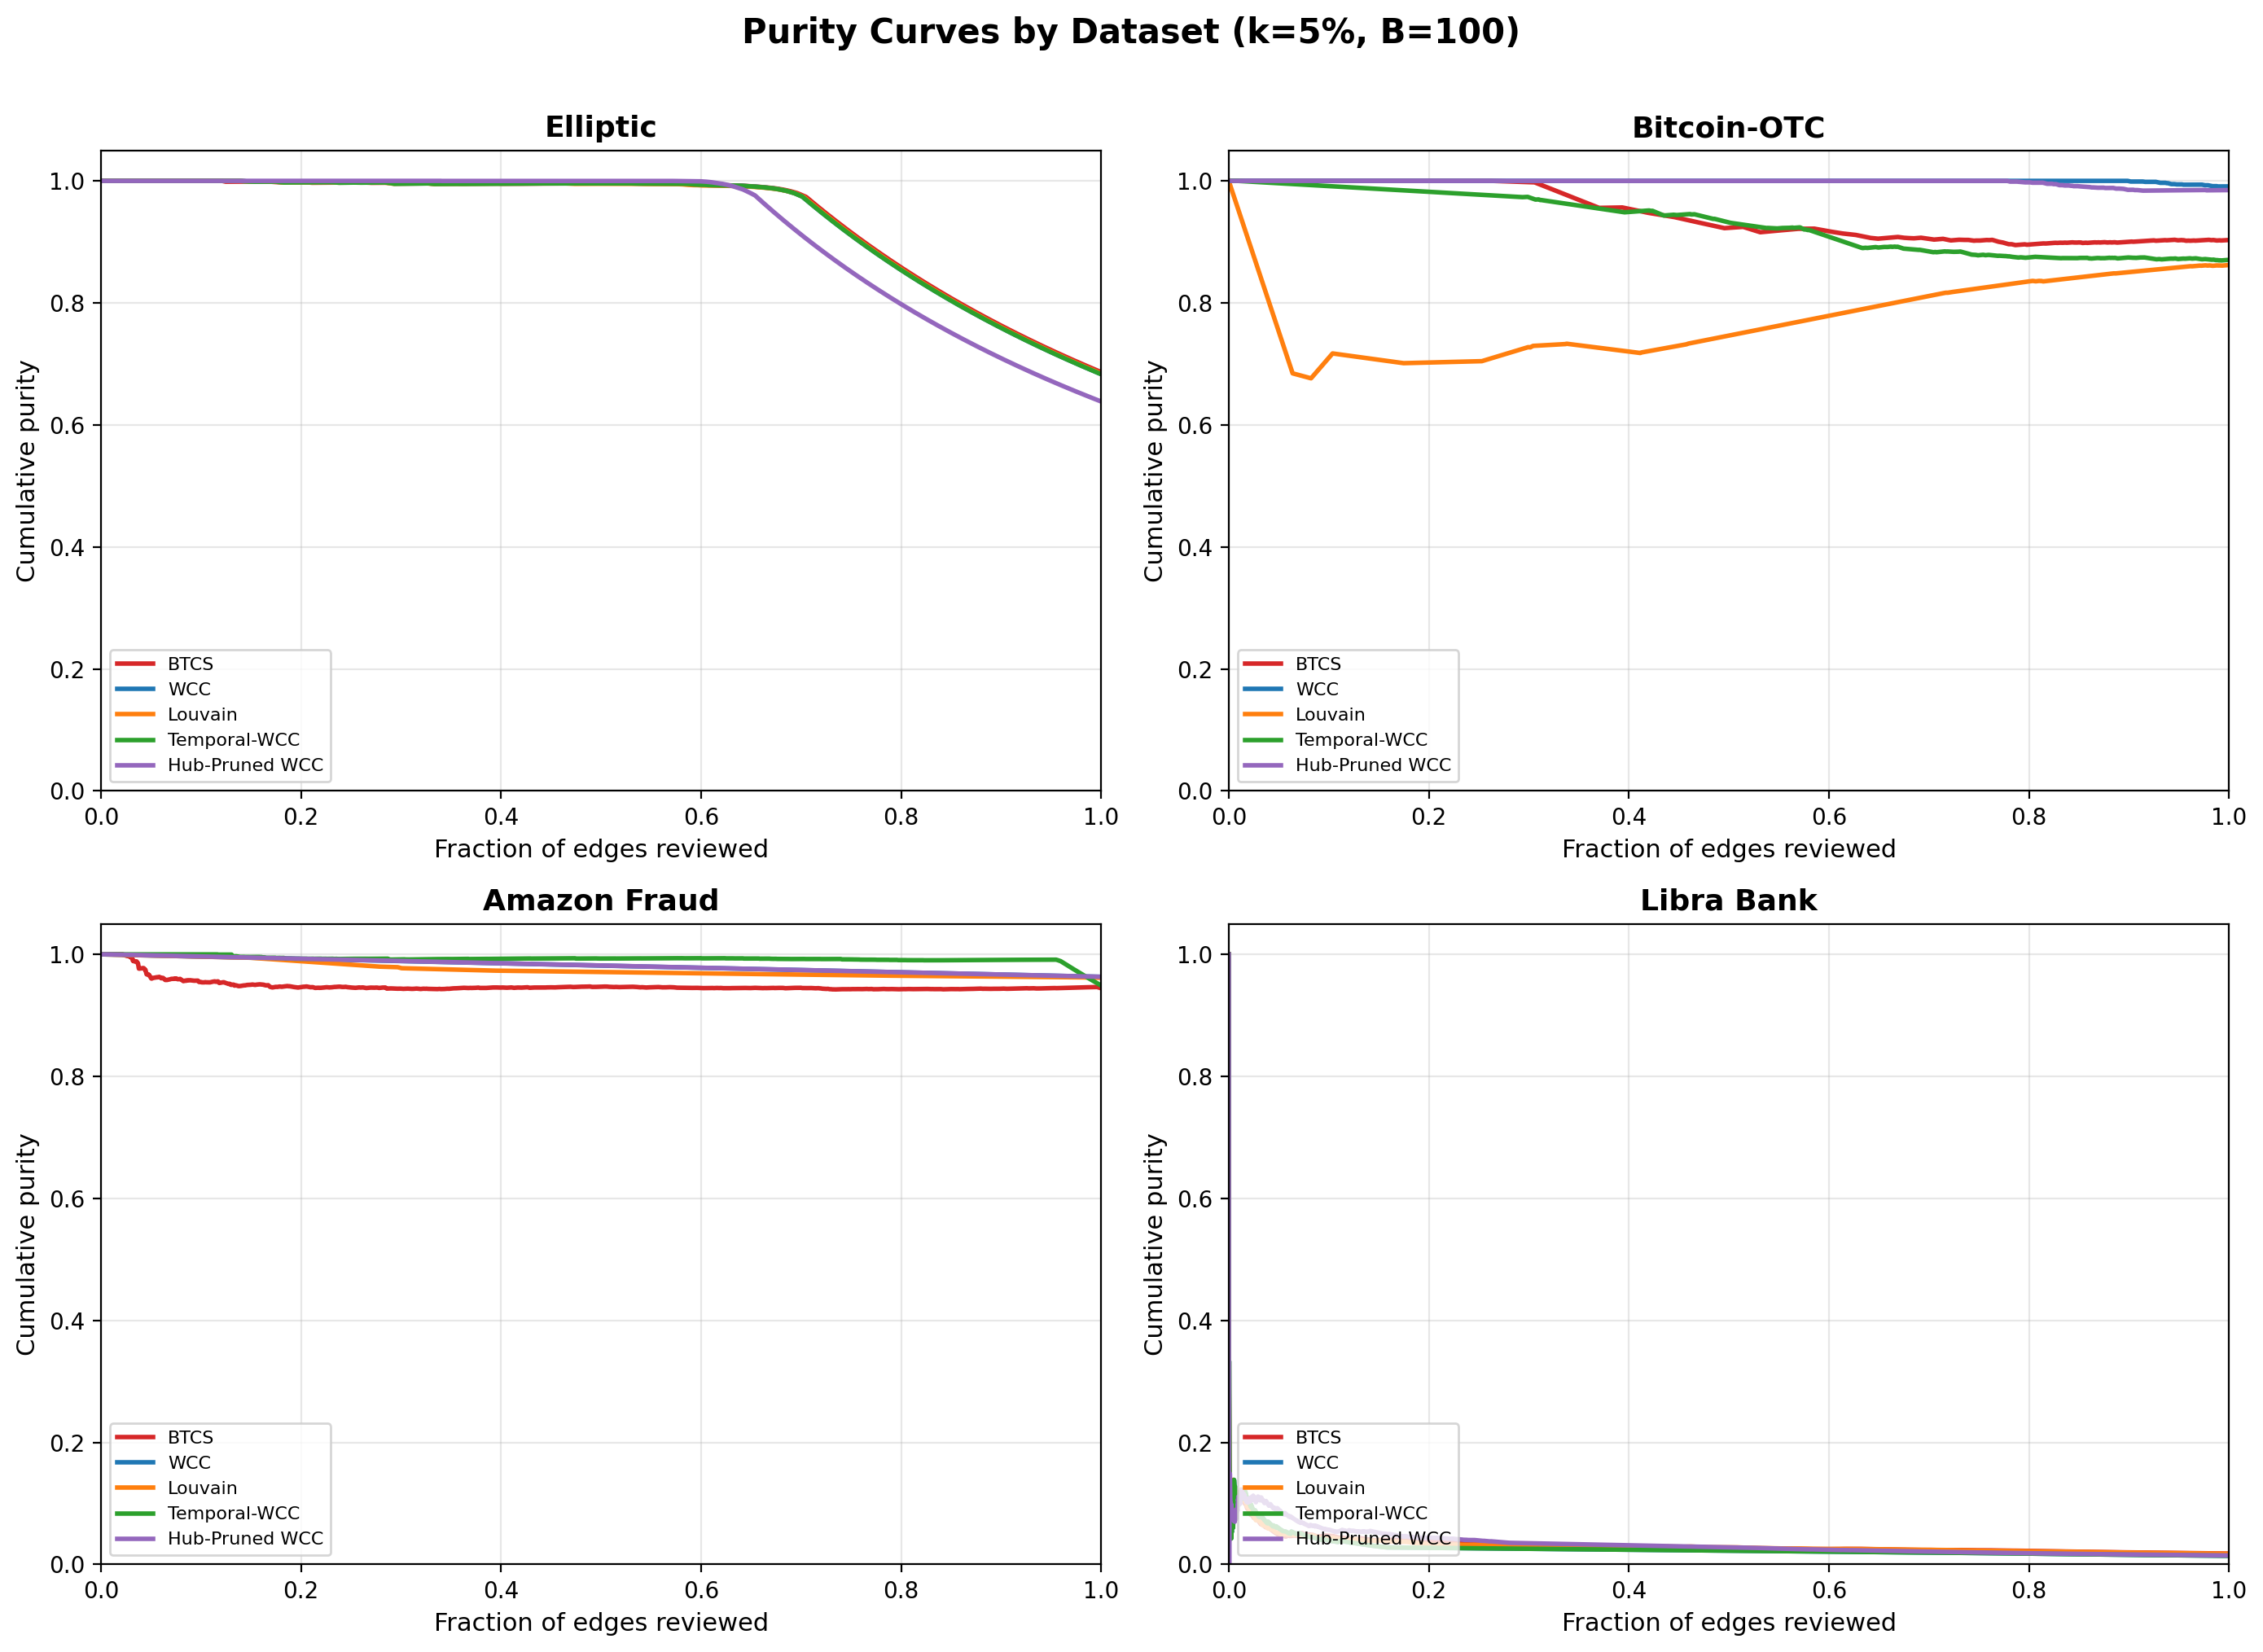 Purity Curves by Dataset (k=5%, B=100)
Elliptic
Cumulative purity
1.0
0.8
0.6
0.4
0.2
0.0
BTCS
WCC
Louvain
Temporal-WCC
Hub-Pruned WCC
0.0 0.2 0.4 0.6 0.8 1.0
Fraction of edges reviewed
Bitcoin-OTC
Cumulative purity
1.0
0.8
0.6
0.4
0.2
0.0
BTCS
WCC
Louvain
Temporal-WCC
Hub-Pruned WCC
0.0 0.2 0.4 0.6 0.8 1.0
Fraction of edges reviewed
Amazon Fraud
Cumulative purity
1.0
0.8
0.6
0.4
0.2
0.0
BTCS
WCC
Louvain
Temporal-WCC
Hub-Pruned WCC
0.0 0.2 0.4 0.6 0.8 1.0
Fraction of edges reviewed
Libra Bank
Cumulative purity
1.0
0.8
0.6
0.4
0.2
0.0
BTCS
WCC
Louvain
Temporal-WCC
Hub-Pruned WCC
0.0 0.2 0.4 0.6 0.8 1.0
Fraction of edges reviewed